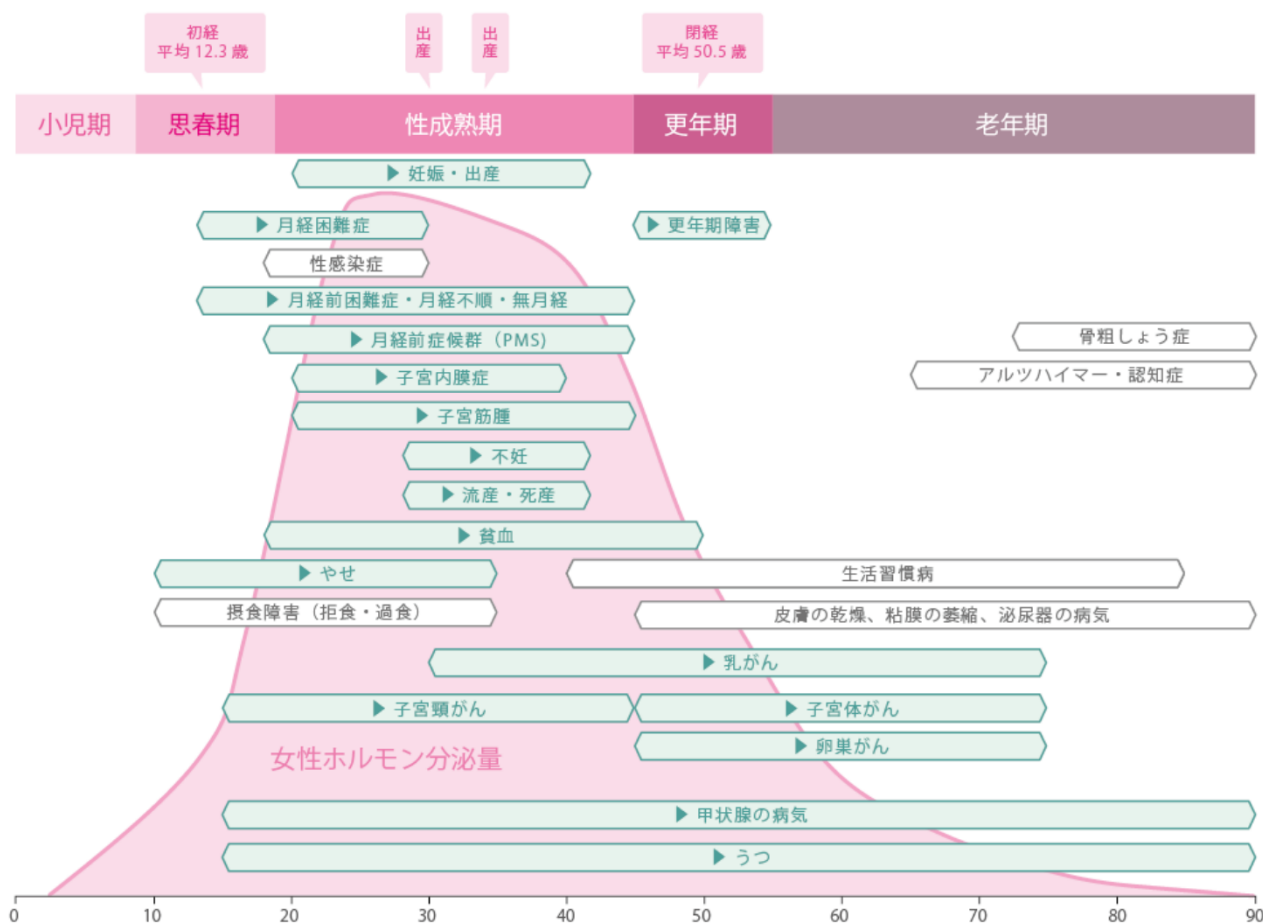 初経
平均 12.3 歳
出産
出産
閉経
平均 50.5 歳
小児期
思春期
性成熟期
更年期
老年期
妊娠・出産
月経困難症
更年期障害
性感染症
月経前困難症・月経不順・無月経
月経前症候群（PMS)
骨粗しょう症
子宮内膜症
アルツハイマー・認知症
子宮筋腫
不妊
流産・死産
貧血
やせ
生活習慣病
摂食障害（拒食・過食）
皮膚の乾燥、粘膜の萎縮、泌尿器の病気
乳がん
子宮頸がん
子宮体がん
卵巣がん
女性ホルモン分泌量
甲状腺の病気
うつ
0 10 20 30 40 50 60 70 80 90